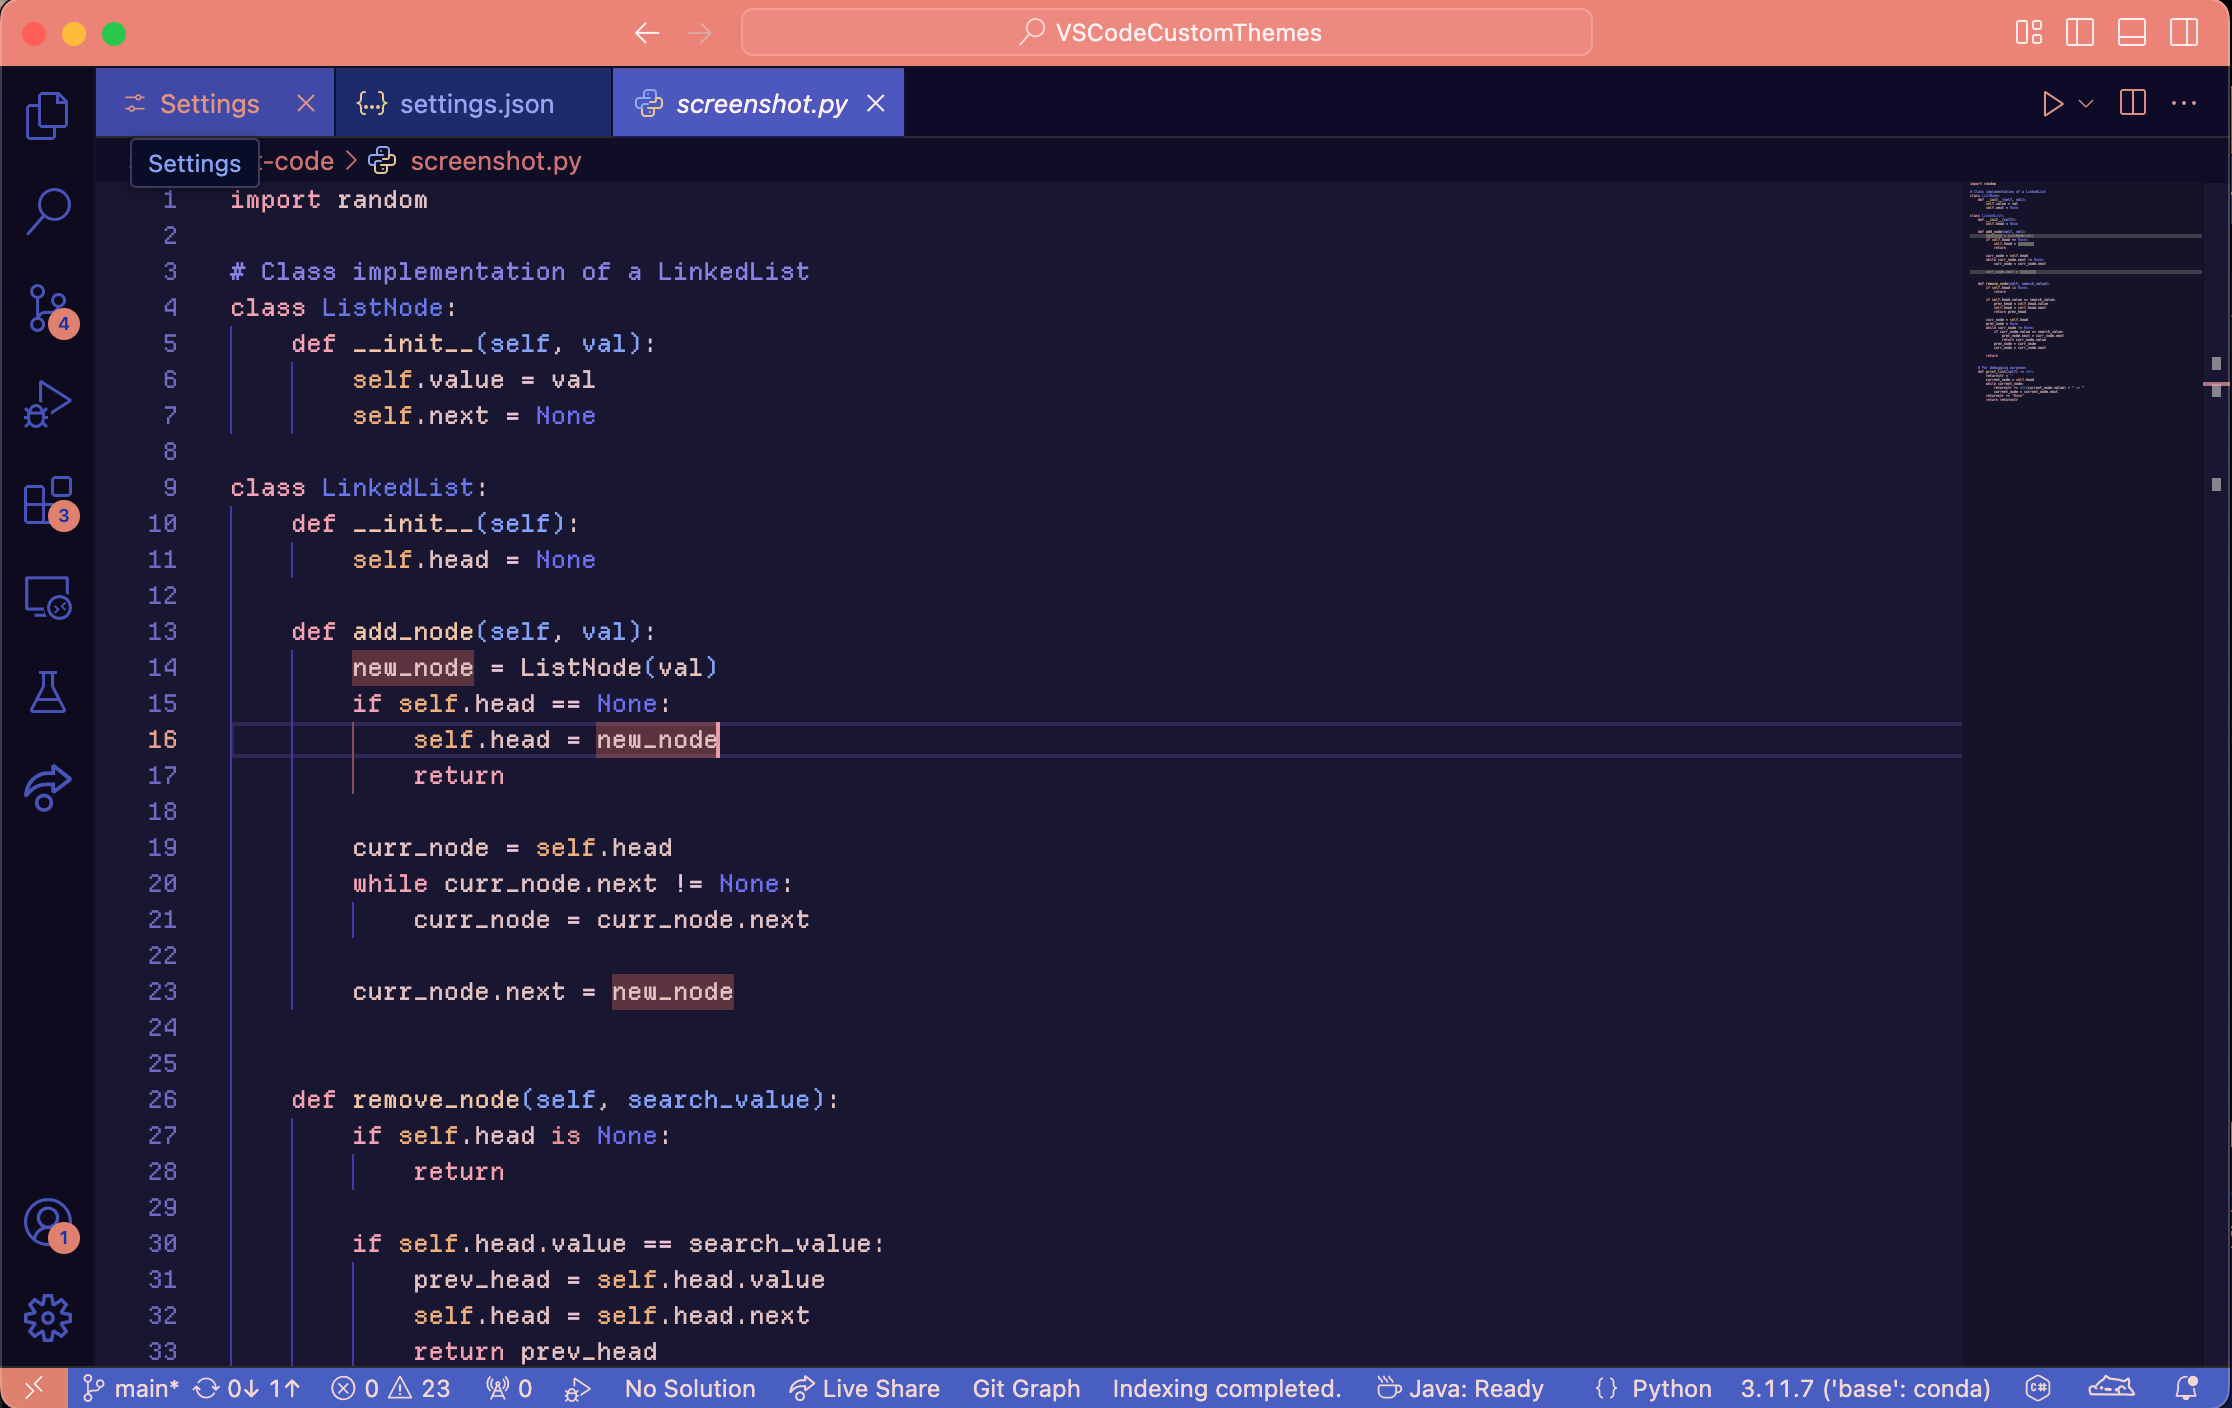 VSCodeCustomThemes
Settings
settings.json
screenshot.py
Settings
t-code > screenshot.py
1 import random
2
3 # Class implementation of a LinkedList
4 class ListNode:
5 def __init__(self, val):
6 self.value = val
7 self.next = None
8
9 class LinkedList:
10 def __init__(self):
11 self.head = None
12
13 def add_node(self, val):
14 new_node = ListNode(val)
15 if self.head == None:
16 self.head = new_node
17 return
18
19 curr_node = self.head
20 while curr_node.next != None:
21 curr_node = curr_node.next
22
23 curr_node.next = new_node
24
25
26 def remove_node(self, search_value):
27 if self.head is None:
28 return
29
30 if self.head.value == search_value:
31 prev_head = self.head.value
32 self.head = self.head.next
33 return prev_head
4
3
1
main* 0↓ 1↑ 0 23 0 No Solution Live Share Git Graph Indexing completed. Java: Ready {} Python 3.11.7 ('base': conda) C#